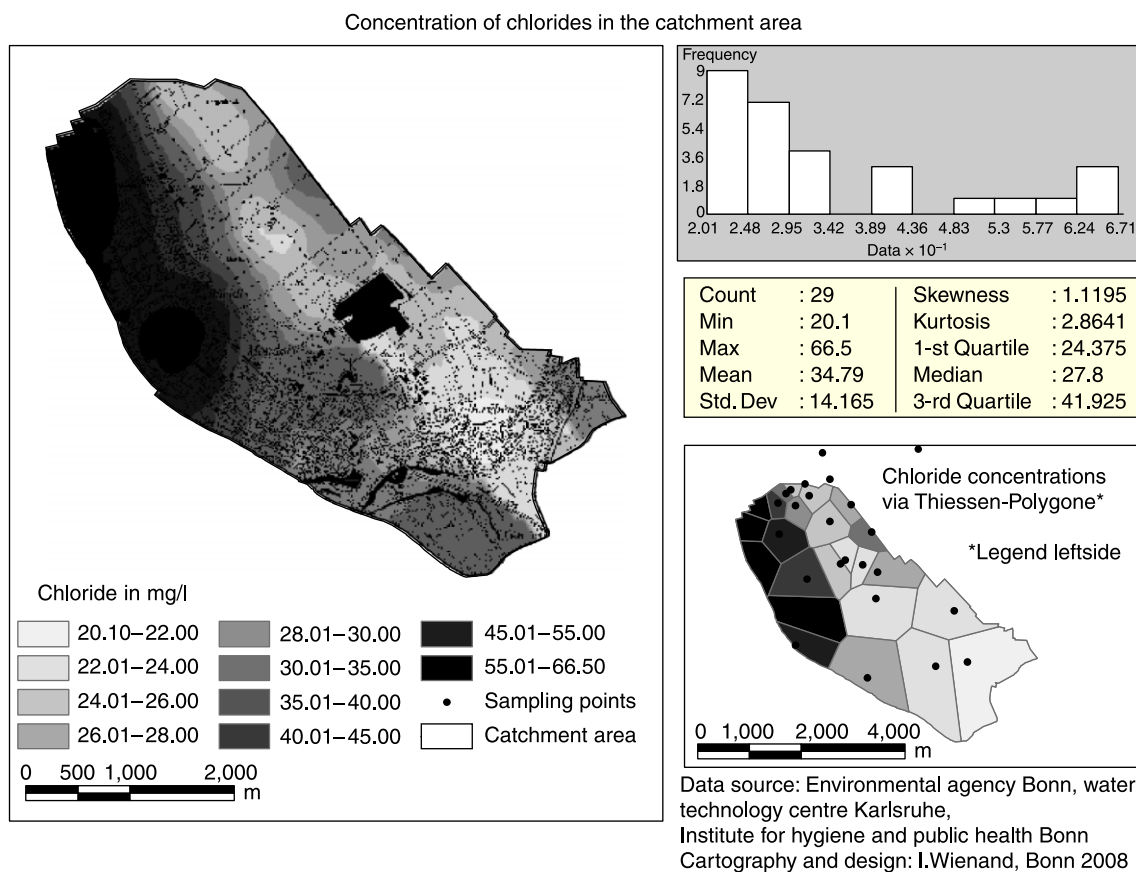 Concentration of chlorides in the catchment area
Chloride in mg/l
20.10–22.00
22.01–24.00
24.01–26.00
26.01–28.00
28.01–30.00
30.01–35.00
35.01–40.00
40.01–45.00
45.01–55.00
55.01–66.50
Sampling points
Catchment area
0 500 1,000 2,000
m
Frequency
9
7.2
5.4
3.6
1.8
0
2.01 2.48 2.95 3.42 3.89 4.36 4.83 5.3 5.77 6.24 6.71
Data × 10⁻¹
Count : 29 Skewness : 1.1195
Min : 20.1 Kurtosis : 2.8641
Max : 66.5 1-st Quartile : 24.375
Mean : 34.79 Median : 27.8
Std. Dev : 14.165 3-rd Quartile : 41.925
Chloride concentrations
via Thiessen-Polygone*
*Legend leftside
0 1,000 2,000 4,000
m
Data source: Environmental agency Bonn, water
technology centre Karlsruhe,
Institute for hygiene and public health Bonn
Cartography and design: I.Wienand, Bonn 2008